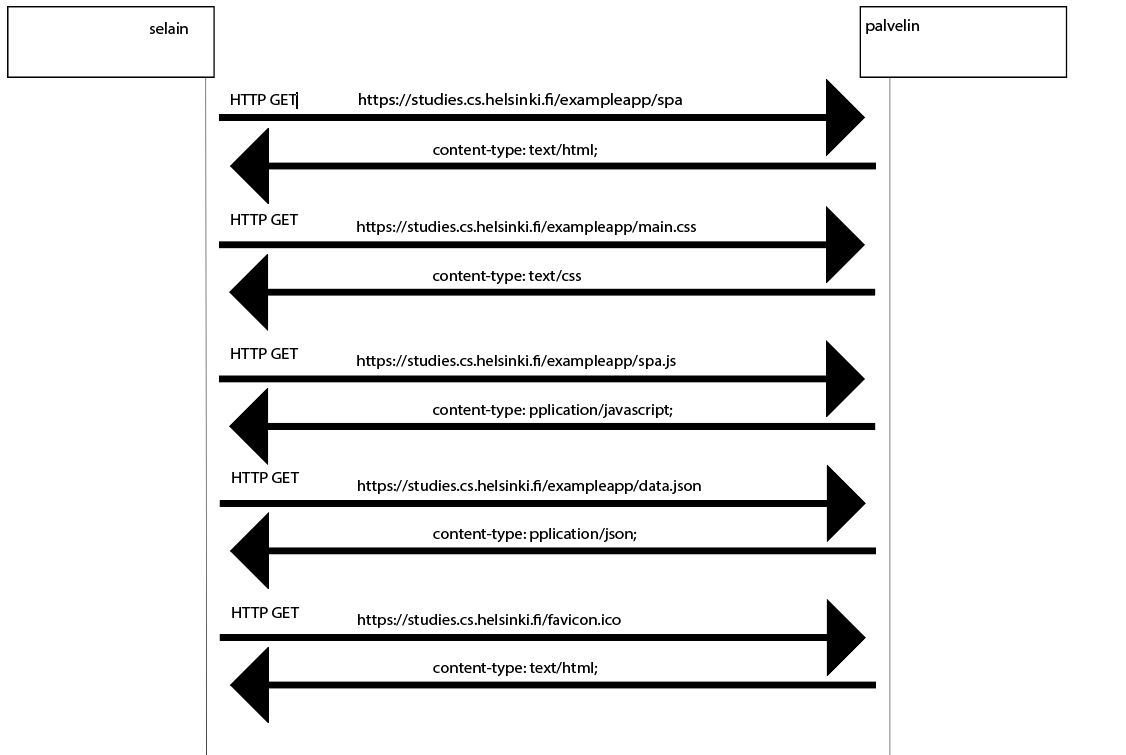 selain
palvelin
HTTP GET https://studies.cs.helsinki.fi/exampleapp/spa
content-type: text/html;
HTTP GET https://studies.cs.helsinki.fi/exampleapp/main.css
content-type: text/css
HTTP GET https://studies.cs.helsinki.fi/exampleapp/spa.js
content-type: pplication/javascript;
HTTP GET https://studies.cs.helsinki.fi/exampleapp/data.json
content-type: pplication/json;
HTTP GET https://studies.cs.helsinki.fi/favicon.ico
content-type: text/html;